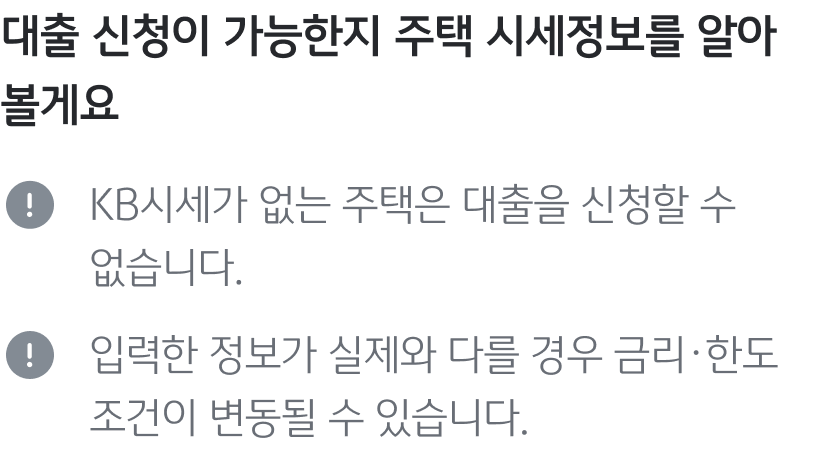 대출 신청이 가능한지 주택 시세정보를 알아
볼게요
KB시세가 없는 주택은 대출을 신청할 수
없습니다.
입력한 정보가 실제와 다를 경우 금리·한도
조건이 변동될 수 있습니다.